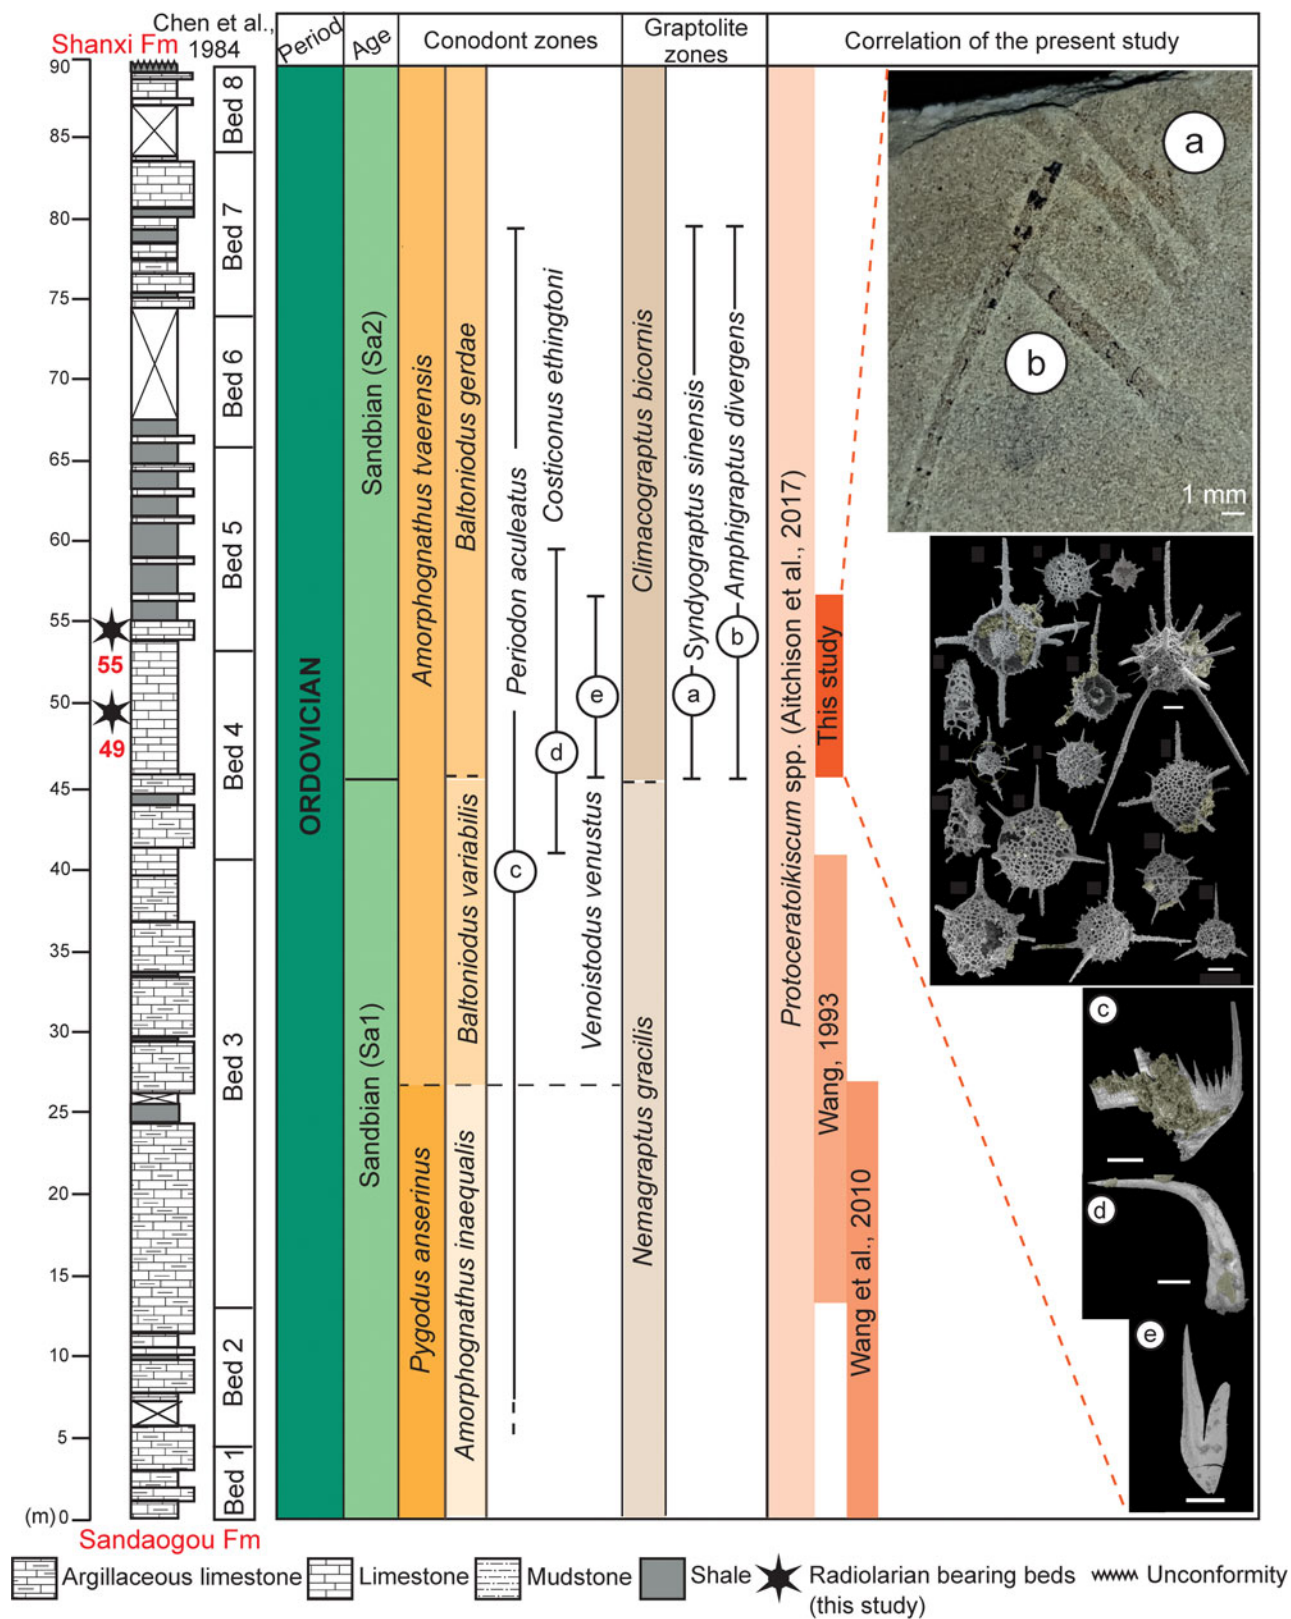 Shanxi Fm
Chen et al.,
1984
Period
Age
Conodont zones
Graptolite
zones
Correlation of the present study
90
85
80
75
70
65
60
55
50
45
40
35
30
25
20
15
10
5
(m) 0
55
49
Sandaogou Fm
Bed 8
Bed 7
Bed 6
Bed 5
Bed 4
Bed 3
Bed 2
Bed 1
ORDOVICIAN
Sandbian (Sa2)
Sandbian (Sa1)
Amorphognathus tvaerensis
Pygodus anserinus
Baltoniodus gerdae
Baltoniodus variabilis
Amorphognathus inaequalis
Periodon aculeatus
c
Costiconus ethingtoni
d
e
Venoistodus venustus
Climacograptus bicornis
Nemagraptus gracilis
Syndyograptus sinensis
a
Amphigraptus divergens
b
Protoceratoikiscum spp. (Aitchison et al., 2017)
This study
Wang, 1993
Wang et al., 2010
a
b
1 mm
c
d
e
Argillaceous limestone
Limestone
Mudstone
Shale
Radiolarian bearing beds
(this study)
Unconformity